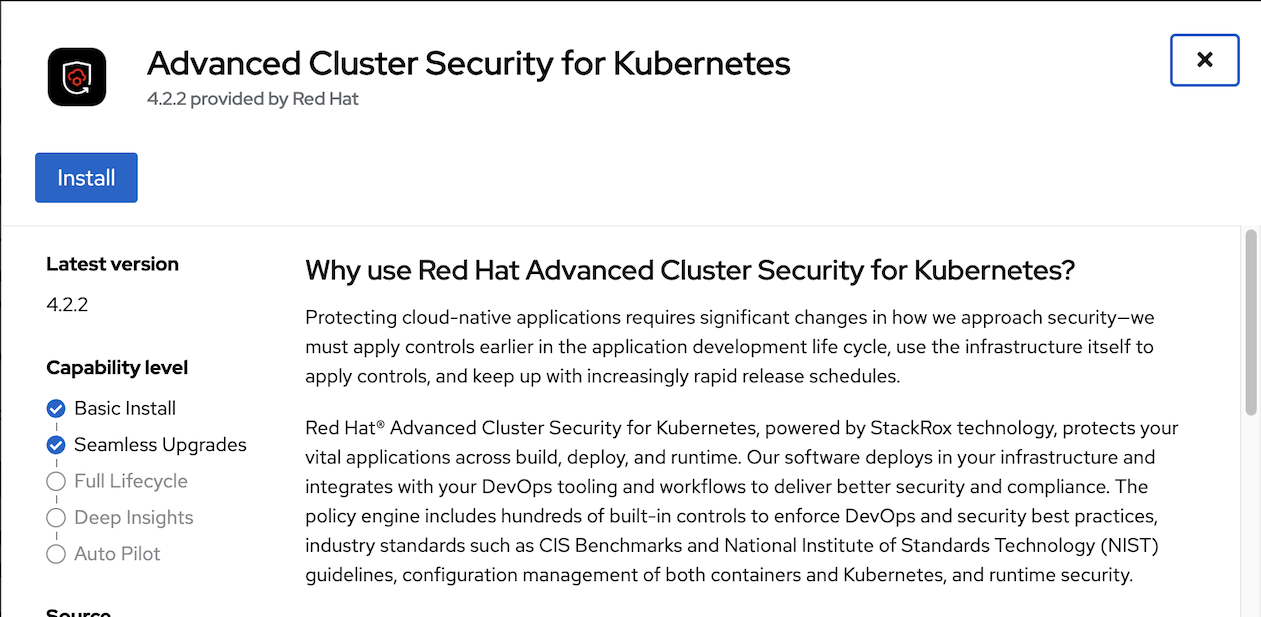 Advanced Cluster Security for Kubernetes
4.2.2 provided by Red Hat
Install
Latest version
4.2.2
Capability level
Basic Install
Seamless Upgrades
Full Lifecycle
Deep Insights
Auto Pilot
Source
Why use Red Hat Advanced Cluster Security for Kubernetes?
Protecting cloud-native applications requires significant changes in how we approach security—we
must apply controls earlier in the application development life cycle, use the infrastructure itself to
apply controls, and keep up with increasingly rapid release schedules.
Red Hat® Advanced Cluster Security for Kubernetes, powered by StackRox technology, protects your
vital applications across build, deploy, and runtime. Our software deploys in your infrastructure and
integrates with your DevOps tooling and workflows to deliver better security and compliance. The
policy engine includes hundreds of built-in controls to enforce DevOps and security best practices,
industry standards such as CIS Benchmarks and National Institute of Standards Technology (NIST)
guidelines, configuration management of both containers and Kubernetes, and runtime security.